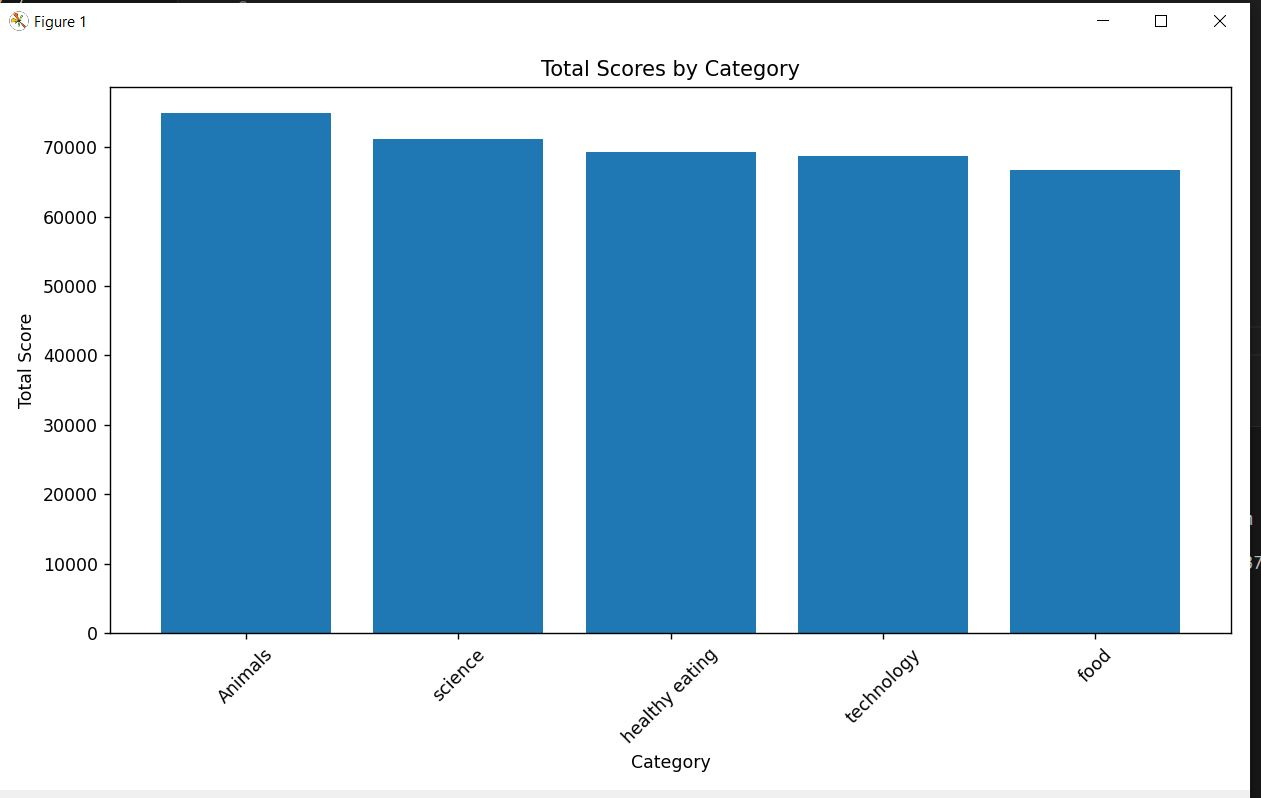 Figure 1
Total Scores by Category
70000
60000
50000
40000
30000
20000
10000
0
Total Score
Animals
science
healthy eating
technology
food
Category